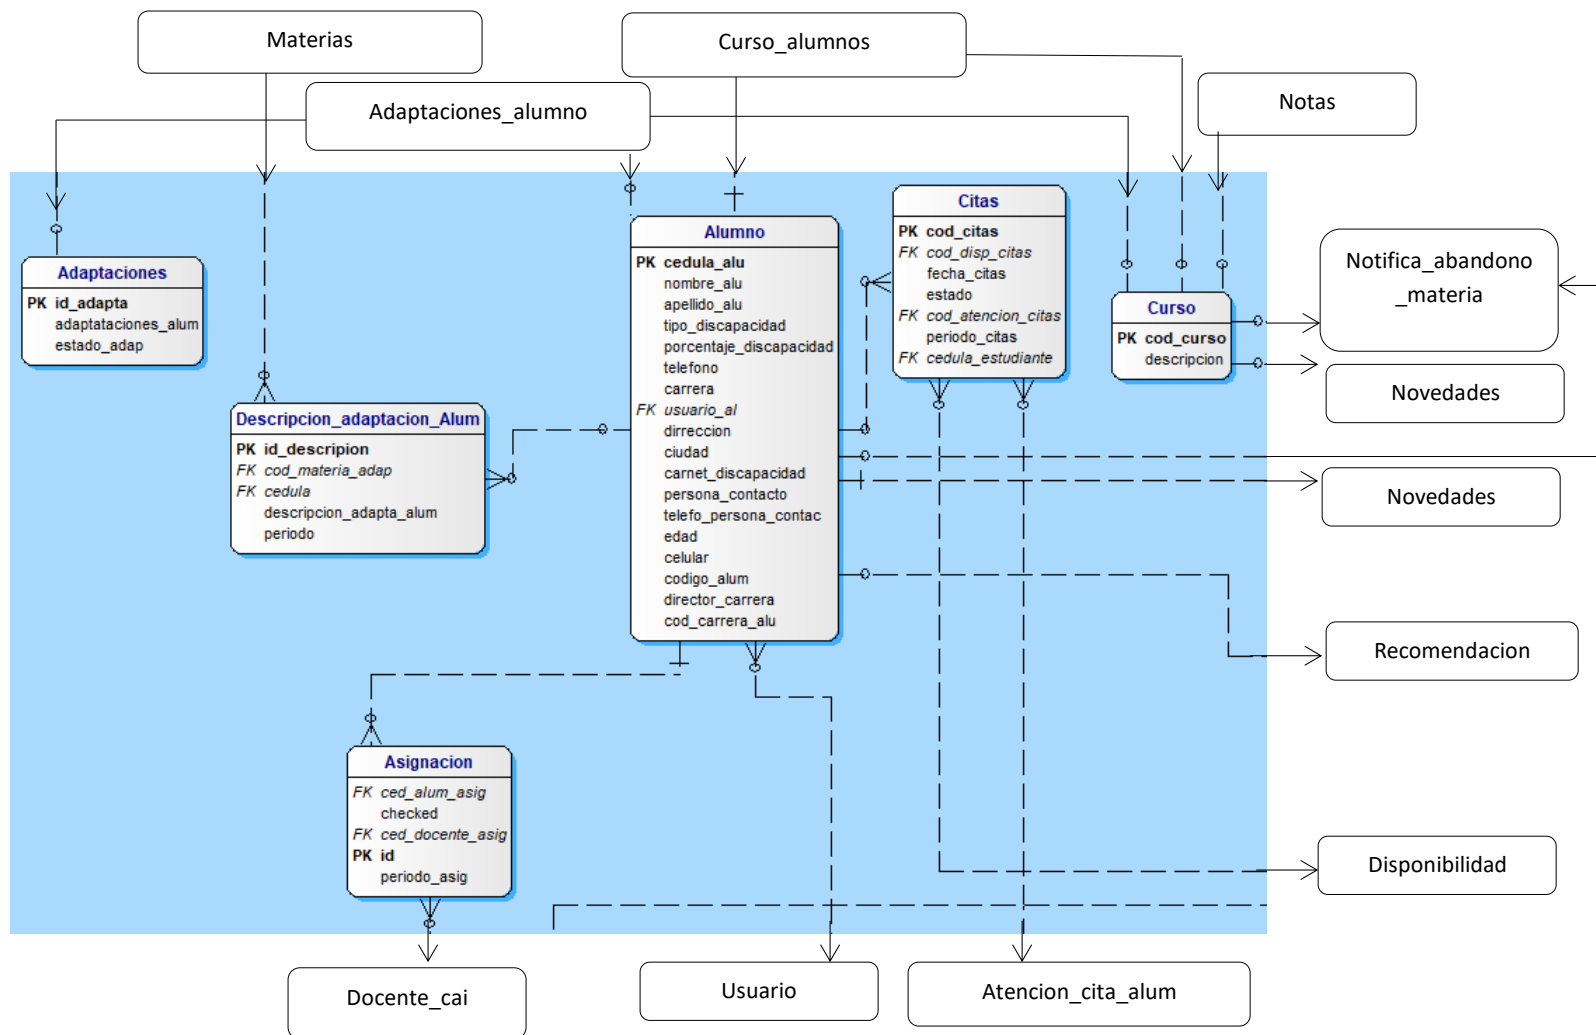 Materias
Curso_alumnos
Adaptaciones_alumno
Notas
Adaptaciones
PK id_adapta
adaptataciones_alum
estado_adap
Descripcion_adaptacion_Alum
PK id_descripion
FK cod_materia_adap
FK cedula
descripcion_adapta_alum
periodo
Alumno
PK cedula_alu
nombre_alu
apellido_alu
tipo_discapacidad
porcentaje_discapacidad
telefono
carrera
FK usuario_al
dirreccion
ciudad
carnet_discapacidad
persona_contacto
telefo_persona_contac
edad
celular
codigo_alum
director_carrera
cod_carrera_alu
Citas
PK cod_citas
FK cod_disp_citas
fecha_citas
estado
FK cod_atencion_citas
periodo_citas
FK cedula_estudiante
Curso
PK cod_curso
descripcion
Notifica_abandono
_materia
Novedades
Novedades
Recomendacion
Asignacion
FK ced_alum_asig
checked
FK ced_docente_asig
PK id
periodo_asig
Disponibilidad
Docente_cai
Usuario
Atencion_cita_alum